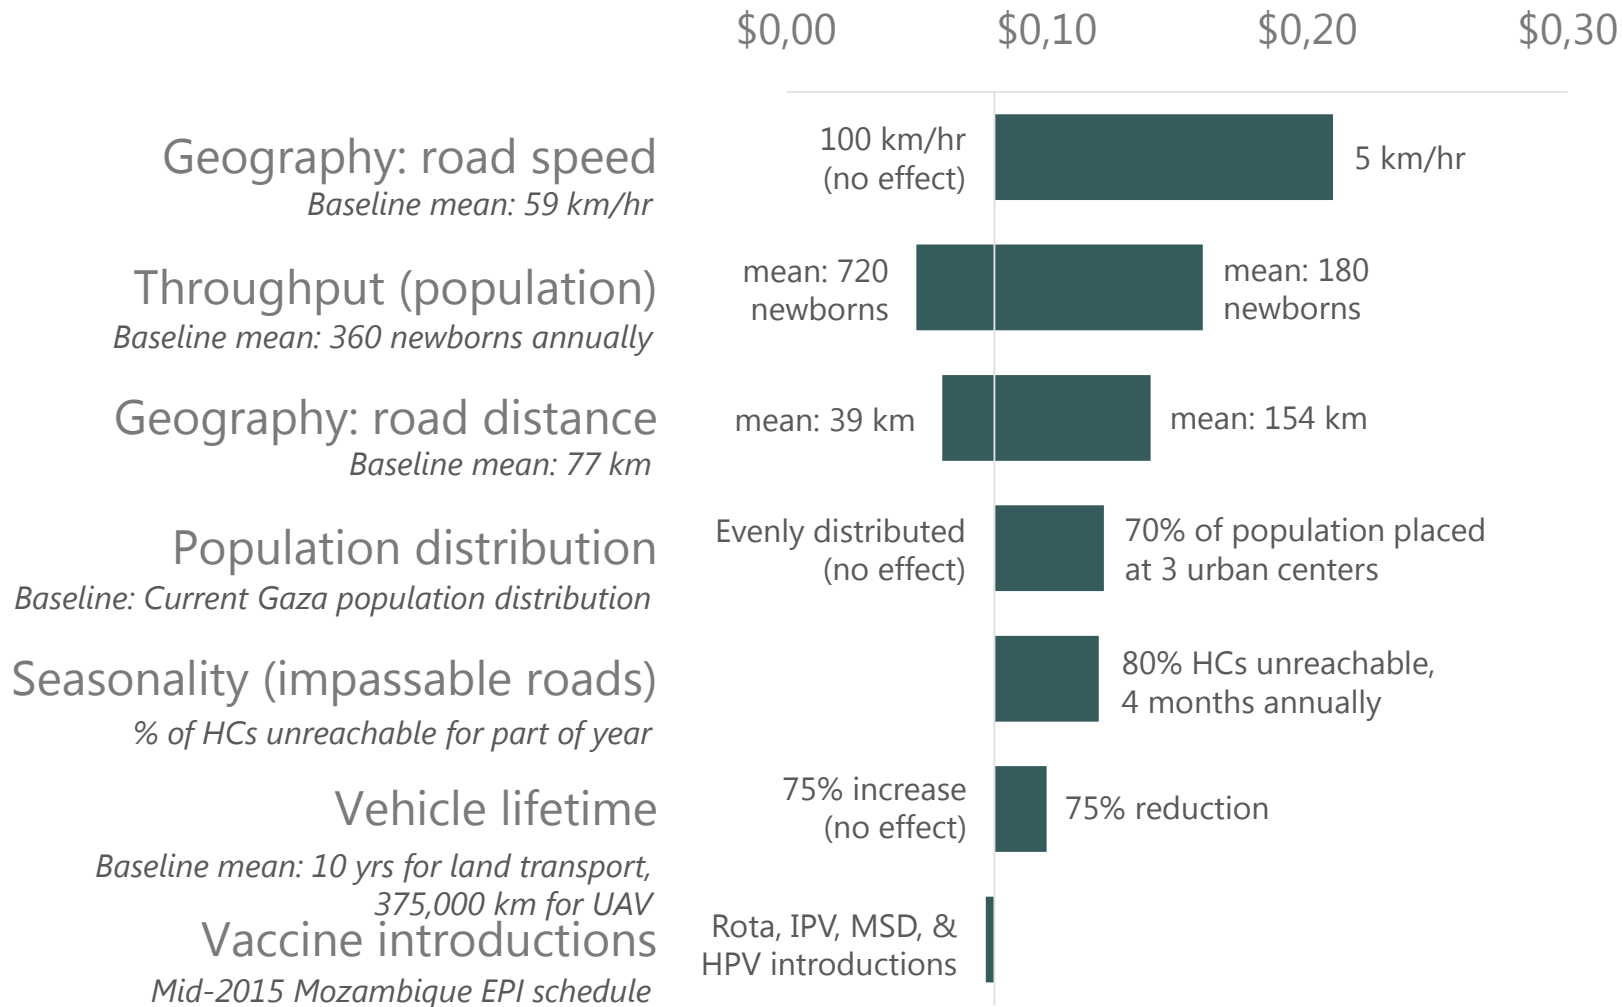 $0,00 $0,10 $0,20 $0,30
Geography: road speed
Baseline mean: 59 km/hr
100 km/hr
(no effect)
5 km/hr
Throughput (population)
Baseline mean: 360 newborns annually
mean: 720
newborns
mean: 180
newborns
Geography: road distance
Baseline mean: 77 km
mean: 39 km
mean: 154 km
Population distribution
Baseline: Current Gaza population distribution
Evenly distributed
(no effect)
70% of population placed
at 3 urban centers
Seasonality (impassable roads)
% of HCs unreachable for part of year
80% HCs unreachable,
4 months annually
Vehicle lifetime
Baseline mean: 10 yrs for land transport,
375,000 km for UAV
75% increase
(no effect)
75% reduction
Vaccine introductions
Mid-2015 Mozambique EPI schedule
Rota, IPV, MSD, &
HPV introductions